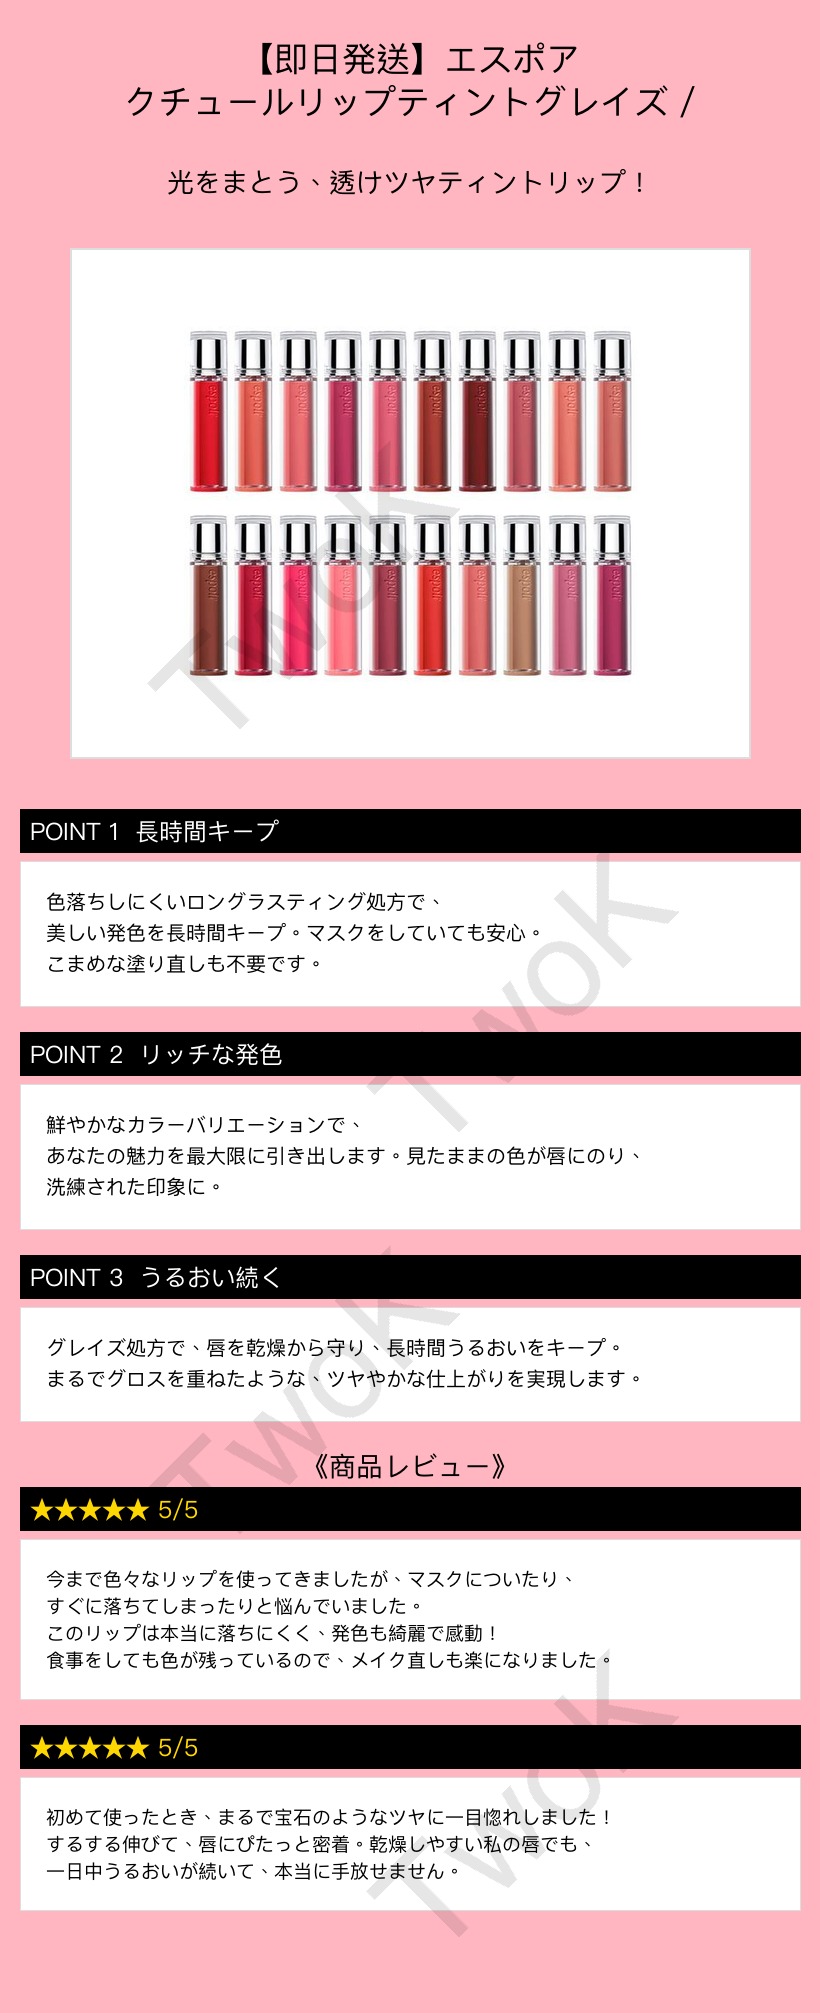 【即日発送】エスポア
クチュールリップティントグレイズ /
光をまとう、透けツヤティントリップ！
TwoK
POINT 1 長時間キープ
色落ちしにくいロングラスティング処方で、
美しい発色を長時間キープ。マスクをしていても安心。
こまめな塗り直しも不要です。
TwoK
POINT 2 リッチな発色
鮮やかなカラーバリエーションで、
あなたの魅力を最大限に引き出します。見たままの色が唇にのり、
洗練された印象に。
POINT 3 うるおい続く
グレイズ処方で、唇を乾燥から守り、長時間うるおいをキープ。
まるでグロスを重ねたような、ツヤやかな仕上がりを実現します。
TwoK
《商品レビュー》
★★★★★ 5/5
今まで色々なリップを使ってきましたが、マスクについたり、
すぐに落ちてしまったりと悩んでいました。
このリップは本当に落ちにくく、発色も綺麗で感動！
食事をしても色が残っているので、メイク直しも楽になりました。
★★★★★ 5/5
初めて使ったとき、まるで宝石のようなツヤに一目惚れしました！
するする伸びて、唇にぴたっと密着。乾燥しやすい私の唇でも、
一日中うるおいが続いて、本当に手放せません。
TwoK